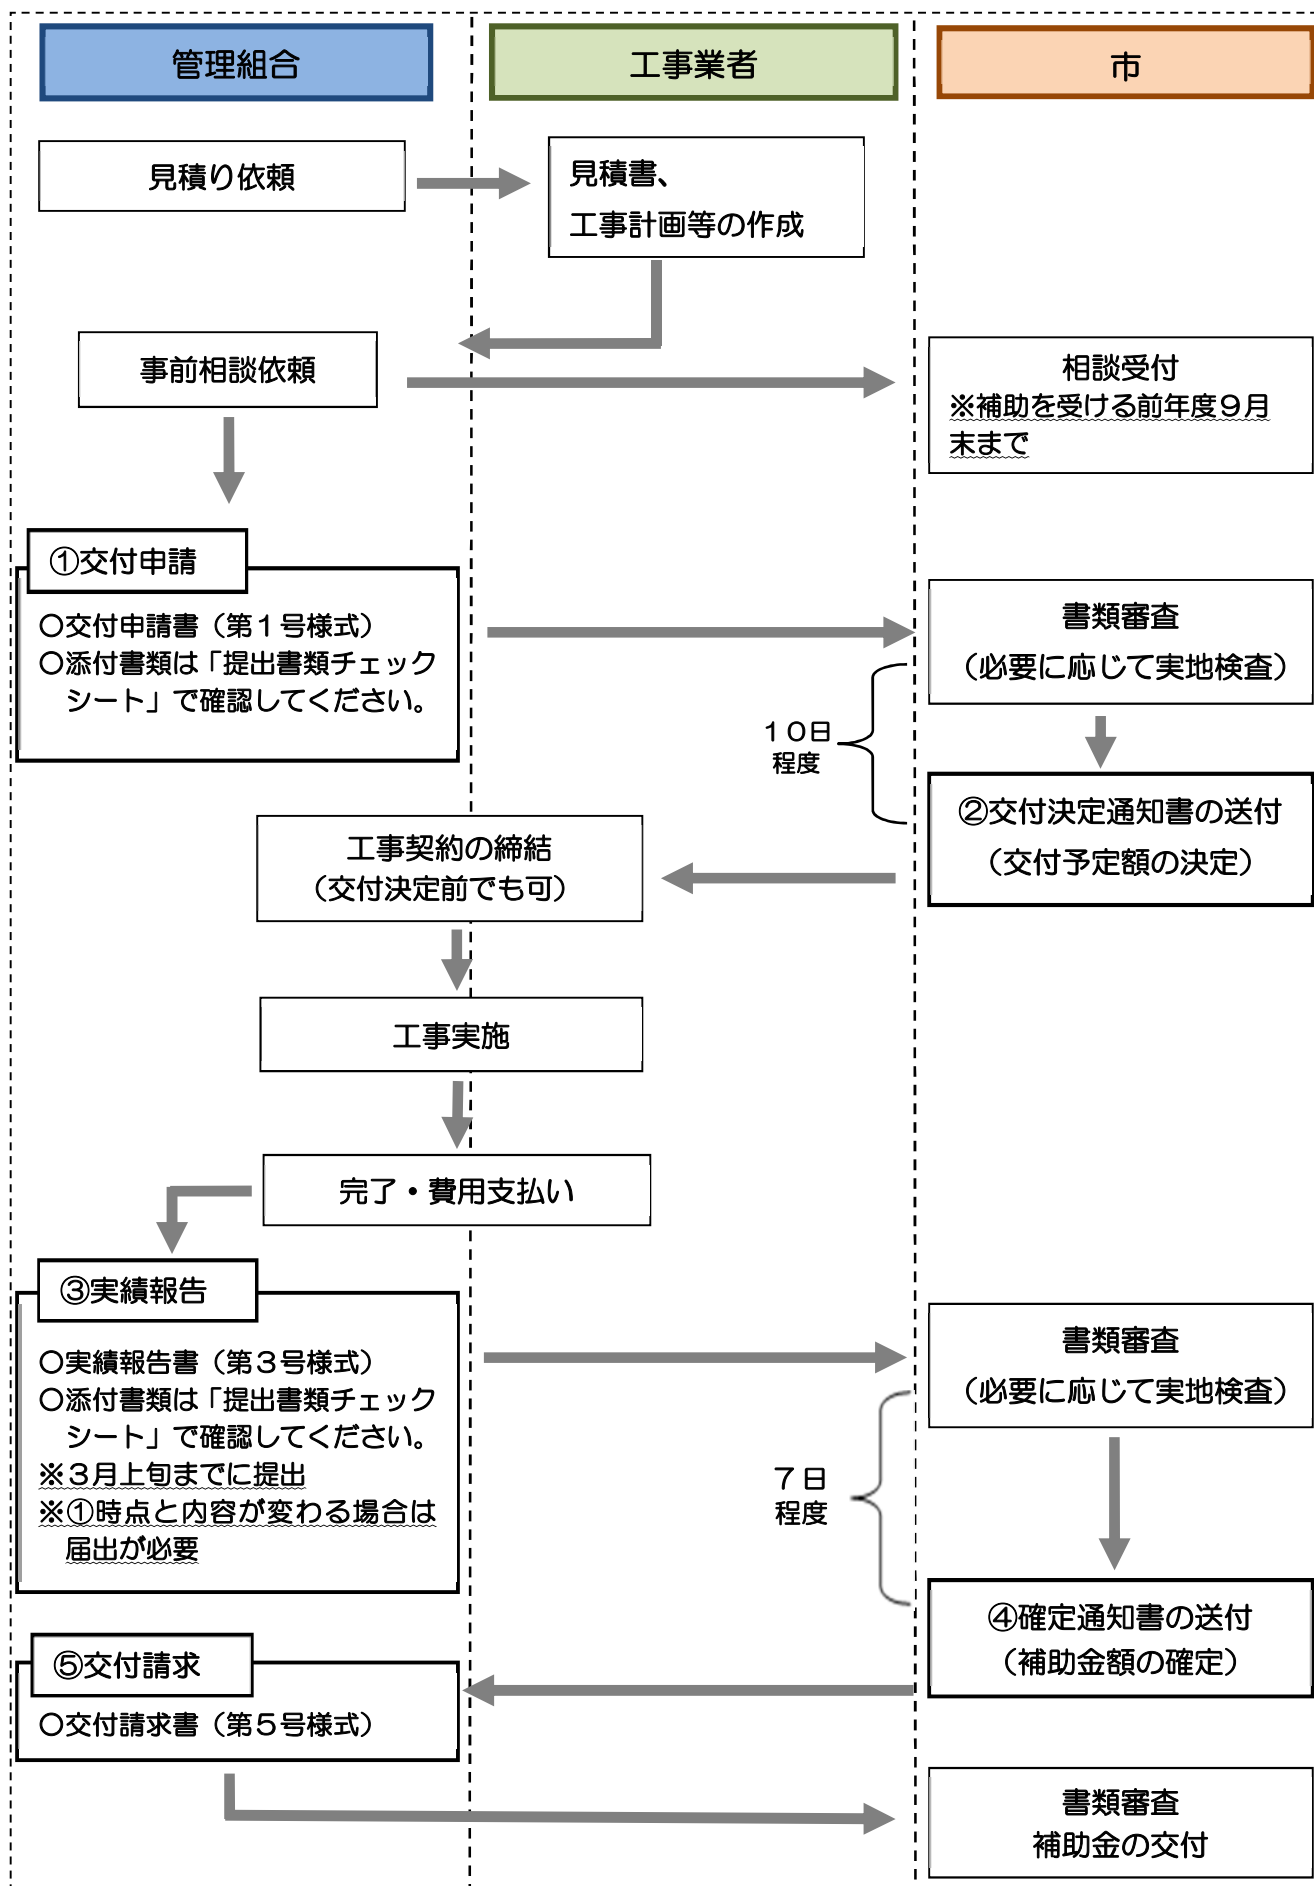 管理組合
工事業者
市
見積り依頼
見積書、
工事計画等の作成
事前相談依頼
相談受付
※補助を受ける前年度９月
末まで
①交付申請
○交付申請書（第１号様式）
○添付書類は「提出書類チェック
シート」で確認してください。
書類審査
（必要に応じて実地検査）
１０日
程度
②交付決定通知書の送付
（交付予定額の決定）
工事契約の締結
（交付決定前でも可）
工事実施
完了・費用支払い
③実績報告
○実績報告書（第３号様式）
○添付書類は「提出書類チェック
シート」で確認してください。
※３月上旬までに提出
※①時点と内容が変わる場合は
届出が必要
書類審査
（必要に応じて実地検査）
７日
程度
④確定通知書の送付
（補助金額の確定）
⑤交付請求
○交付請求書（第５号様式）
書類審査
補助金の交付